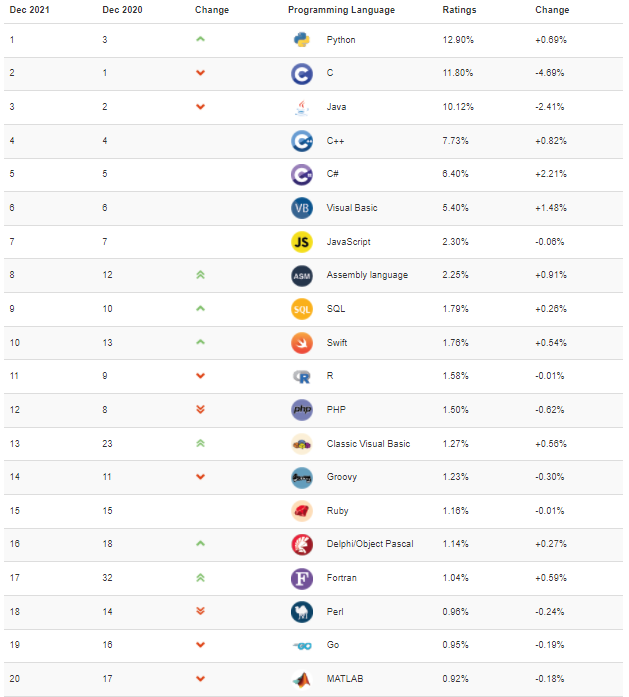 Dec 2021 Dec 2020 Change Programming Language Ratings Change
1 3 Python 12.90% +0.69%
2 1 C 11.80% -4.69%
3 2 Java 10.12% -2.41%
4 4 C++ 7.73% +0.82%
5 5 C# 6.40% +2.21%
6 6 VB Visual Basic 5.40% +1.48%
7 7 JS JavaScript 2.30% -0.06%
8 12 ASM Assembly language 2.25% +0.91%
9 10 SQL SQL 1.79% +0.26%
10 13 Swift 1.76% +0.54%
11 9 R R 1.58% -0.01%
12 8 php PHP 1.50% -0.62%
13 23 Classic Visual Basic 1.27% +0.56%
14 11 Groovy 1.23% -0.30%
15 15 Ruby 1.16% -0.01%
16 18 Delphi/Object Pascal 1.14% +0.27%
17 32 F Fortran 1.04% +0.59%
18 14 Perl 0.96% -0.24%
19 16 GO Go 0.95% -0.19%
20 17 MATLAB 0.92% -0.18%